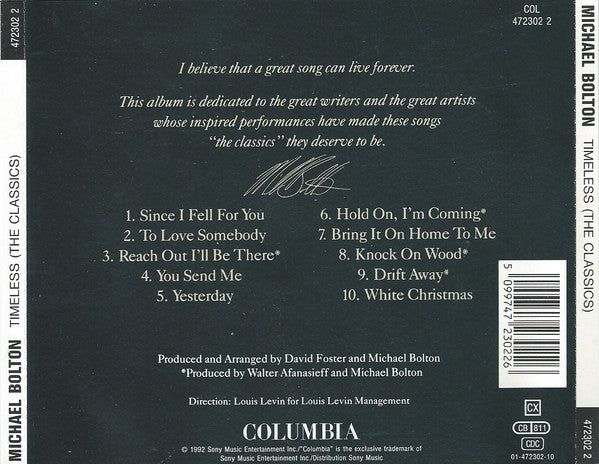 472302 2
MICHAEL BOLTON TIMELESS (THE CLASSICS)
COL
472302 2
I believe that a great song can live forever.
This album is dedicated to the great writers and the great artists
whose inspired performances have made these songs
"the classics" they deserve to be.
1. Since I Fell For You
2. To Love Somebody
3. Reach Out I'll Be There*
4. You Send Me
5. Yesterday
6. Hold On, I'm Coming*
7. Bring It On Home To Me
8. Knock On Wood*
9. Drift Away*
10. White Christmas
5 099747 230226
Produced and Arranged by David Foster and Michael Bolton
*Produced by Walter Afanasieff and Michael Bolton
Direction: Louis Levin for Louis Levin Management
COLUMBIA
© 1992 Sony Music Entertainment Inc./"Columbia" is the exclusive trademark of
Sony Music Entertainment Inc./Distribution Sony Music
CX
CB 811
CDC
01-472302-10
MICHAEL BOLTON TIMELESS (THE CLASSICS)
472302 2